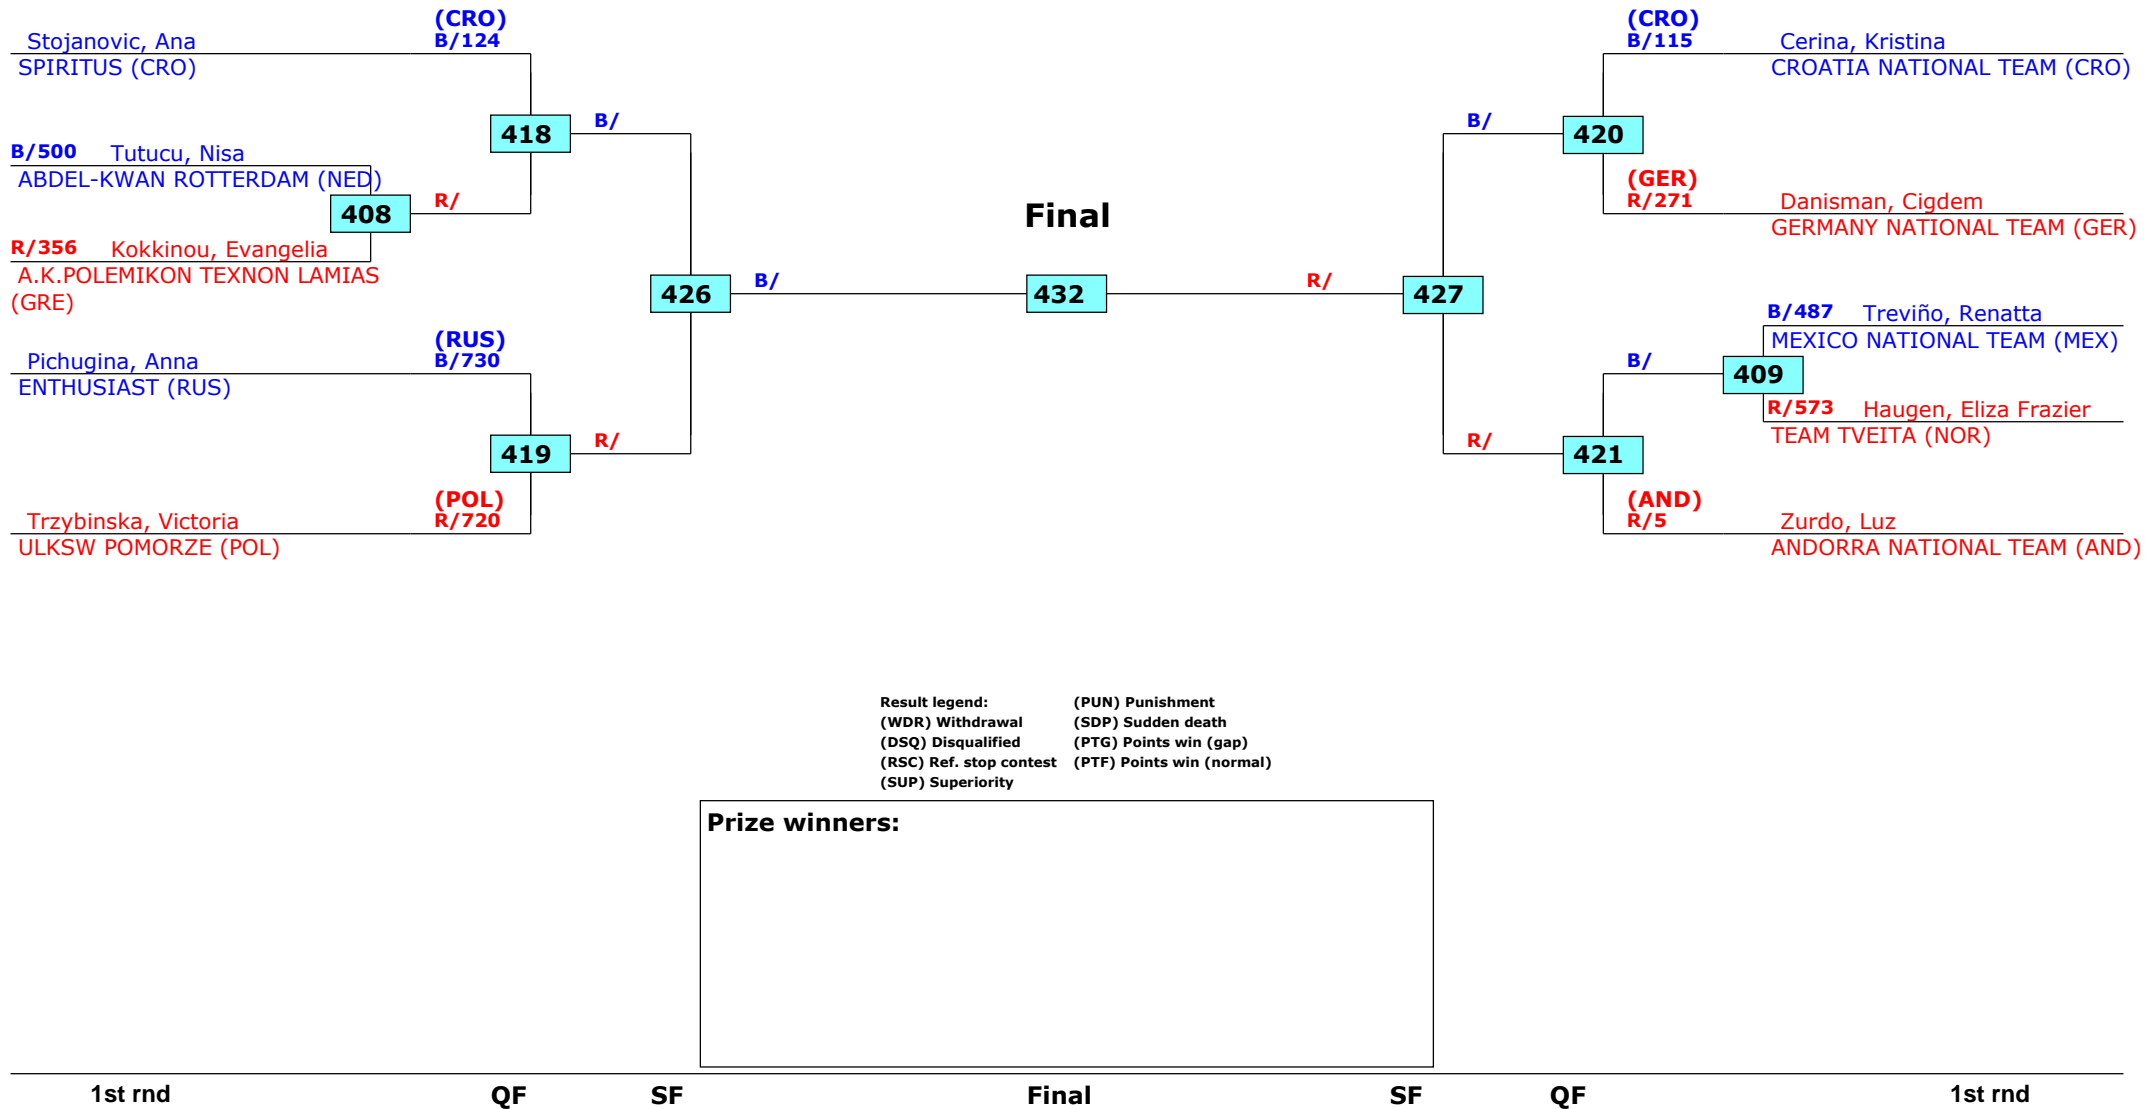 (CRO)
Stojanovic, Ana B/124
SPIRITUS (CRO)
418
B/
B/500 Tutucu, Nisa
ABDEL-KWAN ROTTERDAM (NED)
408
R/
R/356 Kokkinou, Evangelia
A.K.POLEMIKON TEXNON LAMIAS
(GRE)
426
B/
(RUS)
Pichugina, Anna B/730
ENTHUSIAST (RUS)
419
R/
(POL)
Trzybinska, Victoria R/720
ULKSW POMORZE (POL)
Final
432
(CRO)
B/115 Cerina, Kristina
CROATIA NATIONAL TEAM (CRO)
B/
420
(GER)
R/271 Danisman, Cigdem
GERMANY NATIONAL TEAM (GER)
R/
427
B/487 Treviño, Renatta
MEXICO NATIONAL TEAM (MEX)
B/
409
R/573 Haugen, Eliza Frazier
TEAM TVEITA (NOR)
R/
421
(AND)
R/5 Zurdo, Luz
ANDORRA NATIONAL TEAM (AND)
Result legend: (PUN) Punishment
(WDR) Withdrawal (SDP) Sudden death
(DSQ) Disqualified (PTG) Points win (gap)
(RSC) Ref. stop contest (PTF) Points win (normal)
(SUP) Superiority
Prize winners:
1st rnd QF SF Final SF QF 1st rnd